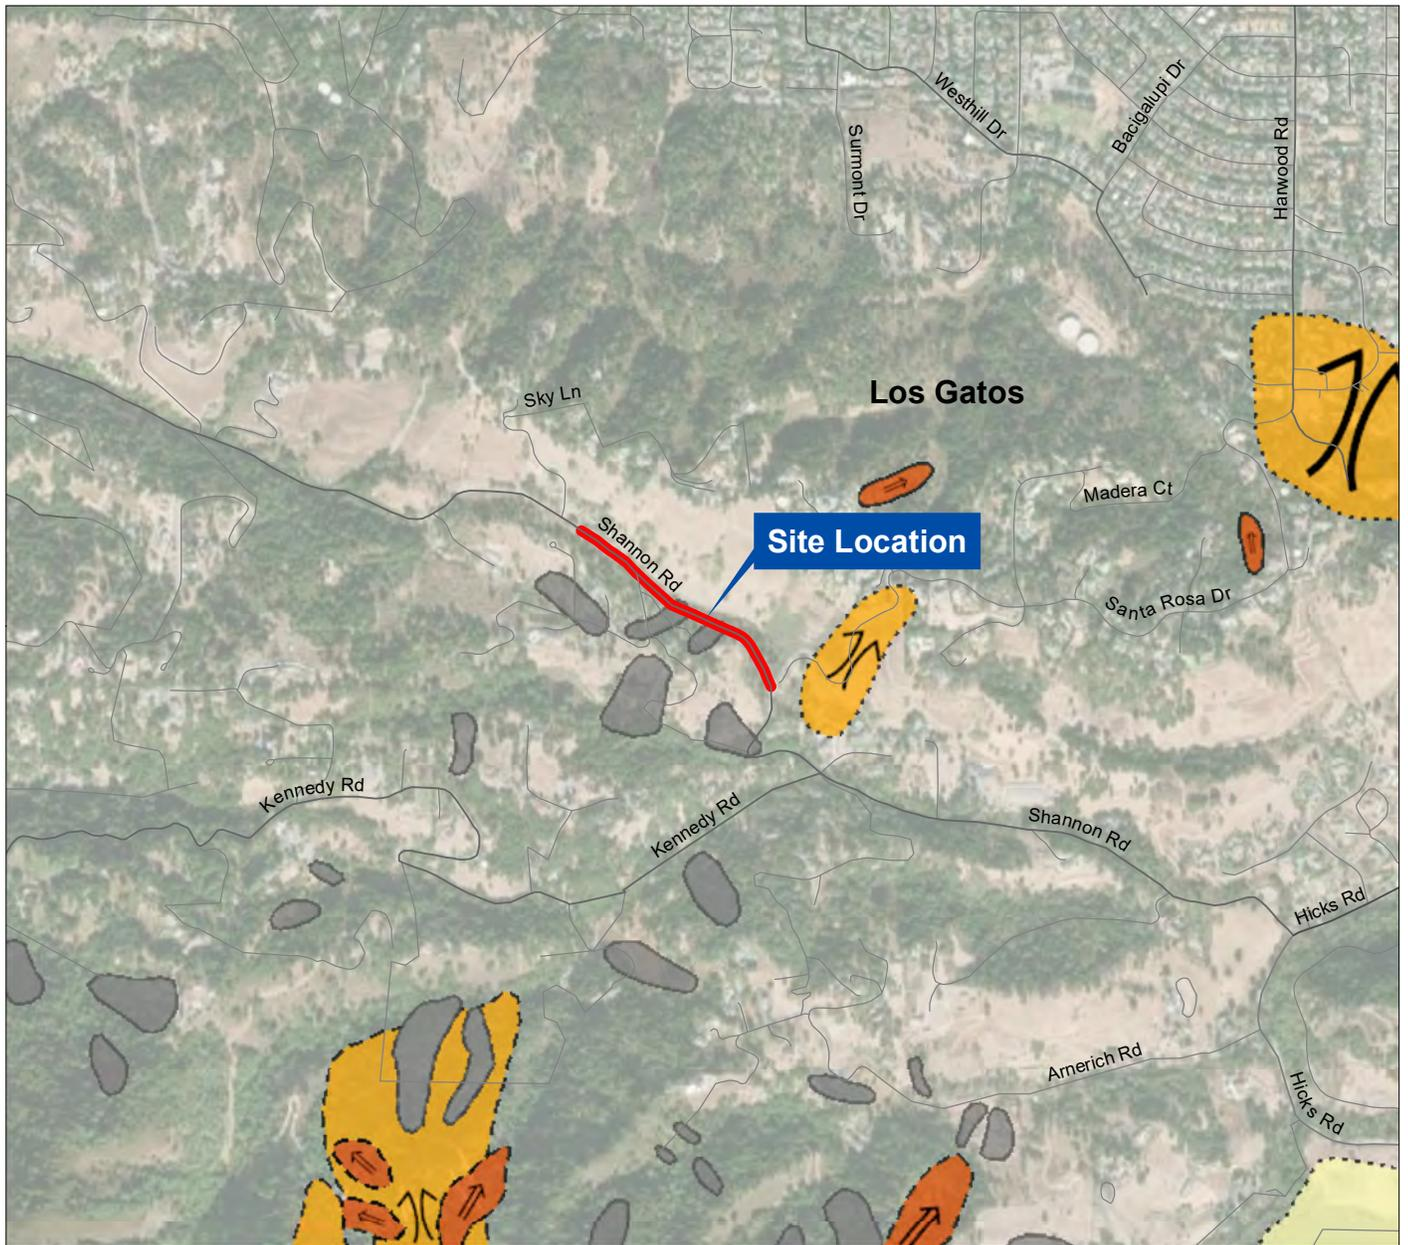 Westhill Dr
Bacigalupi Dr
Surmont Dr
Harwood Rd
Sky Ln
Los Gatos
Madera Ct
Shannon Rd
Site Location
Santa Rosa Dr
Kennedy Rd
Kennedy Rd
Shannon Rd
Hicks Rd
Arnerich Rd
Hicks Rd